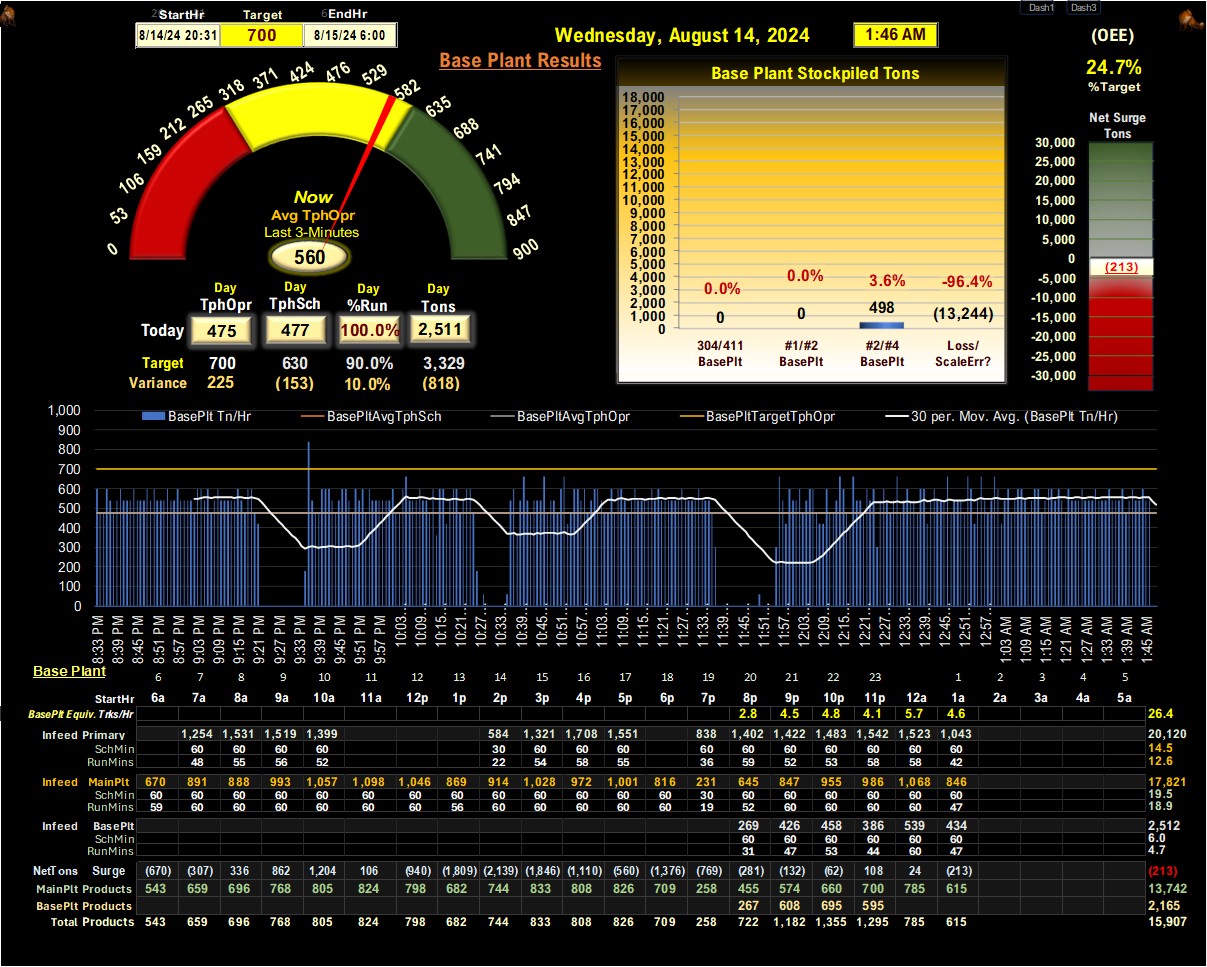 StartHr Target EndHr
8/14/24 20:31 700 8/15/24 6:00
Dash1 Dash3
Wednesday, August 14, 2024 1:46 AM
(OEE)
24.7%
%Target
Base Plant Results
0 53 106 159 212 265 318 371 424 476 529 582 635 688 741 794 847 900
Now
Avg TphOpr
Last 3-Minutes
560
Day Day Day Day
TphOpr TphSch %Run Tons
Today 475 477 100.0% 2,511
Target 700 630 90.0% 3,329
Variance 225 (153) 10.0% (818)
Base Plant Stockpiled Tons
18,000
17,000
16,000
15,000
14,000
13,000
12,000
11,000
10,000
9,000
8,000
7,000
6,000
5,000
4,000
3,000
2,000
1,000
0
0.0% 0.0% 3.6% -96.4%
0 0 498 (13,244)
304/411 #1/#2 #2/#4 Loss/
BasePlt BasePlt BasePlt ScaleErr?
Net Surge
Tons
30,000
25,000
20,000
15,000
10,000
5,000
0
(213)
-5,000
-10,000
-15,000
-20,000
-25,000
-30,000
BasePlt Tn/Hr BasePltAvgTphSch BasePltAvgTphOpr BasePltTargetTphOpr 30 per. Mov. Avg. (BasePlt Tn/Hr)
1,000
900
800
700
600
500
400
300
200
100
0
8:33 PM 8:39 PM 8:45 PM 8:51 PM 8:57 PM 9:03 PM 9:09 PM 9:15 PM 9:21 PM 9:27 PM 9:33 PM 9:39 PM 9:45 PM 9:51 PM 9:57 PM 10:03… 10:09… 10:15… 10:21… 10:27… 10:33… 10:39… 10:45… 10:51… 10:57… 11:03… 11:09… 11:15… 11:21… 11:27… 11:33… 11:39… 11:45… 11:51… 11:57… 12:03… 12:09… 12:15… 12:21… 12:27… 12:33… 12:39… 12:45… 12:51… 12:57… 1:03 AM 1:09 AM 1:15 AM 1:21 AM 1:27 AM 1:33 AM 1:39 AM 1:45 AM
Base Plant
6 7 8 9 10 11 12 13 14 15 16 17 18 19 20 21 22 23 1 2 3 4 5
StartHr 6a 7a 8a 9a 10a 11a 12p 1p 2p 3p 4p 5p 6p 7p 8p 9p 10p 11p 12a 1a 2a 3a 4a 5a
BasePlt Equiv. Trks/Hr 2.8 4.5 4.8 4.1 5.7 4.6 26.4
Infeed Primary 1,254 1,531 1,519 1,399 584 1,321 1,708 1,551 838 1,402 1,422 1,483 1,542 1,523 1,043 20,120
SchMin 60 60 60 60 30 60 60 60 60 60 60 60 60 60 60 14.5
RunMins 48 55 56 52 22 54 58 55 36 59 52 53 58 58 42 12.6
Infeed MainPlt 670 891 888 993 1,057 1,098 1,046 869 914 1,028 972 1,001 816 231 645 847 955 986 1,068 846 17,821
SchMin 60 60 60 60 60 60 60 60 60 60 60 60 60 30 60 60 60 60 60 60 19.5
RunMins 59 60 60 60 60 60 60 56 60 60 60 60 60 19 52 60 60 60 60 47 18.9
Infeed BasePlt 269 426 458 386 539 434 2,512
SchMin 60 60 60 60 60 60 6.0
RunMins 31 47 53 44 60 47 4.7
NetTons Surge (670) (307) 336 862 1,204 106 (940) (1,809) (2,139) (1,846) (1,110) (560) (1,376) (769) (281) (132) (62) 108 24 (213) (213)
MainPlt Products 543 659 696 768 805 824 798 682 744 833 808 826 709 258 455 574 660 700 785 615 13,742
BasePlt Products 267 608 695 595 2,165
Total Products 543 659 696 768 805 824 798 682 744 833 808 826 709 258 722 1,182 1,355 1,295 785 615 15,907